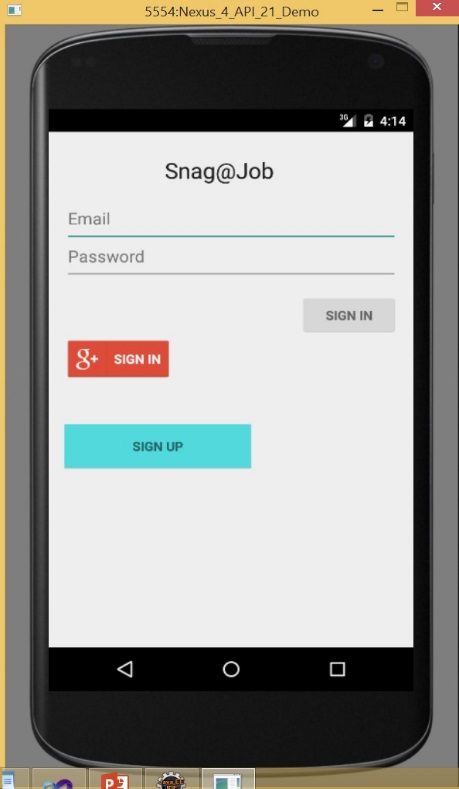 5554:Nexus_4_API_21_Demo
3G 4:14
Snag@Job
Email
Password
SIGN IN
g+ SIGN IN
SIGN UP